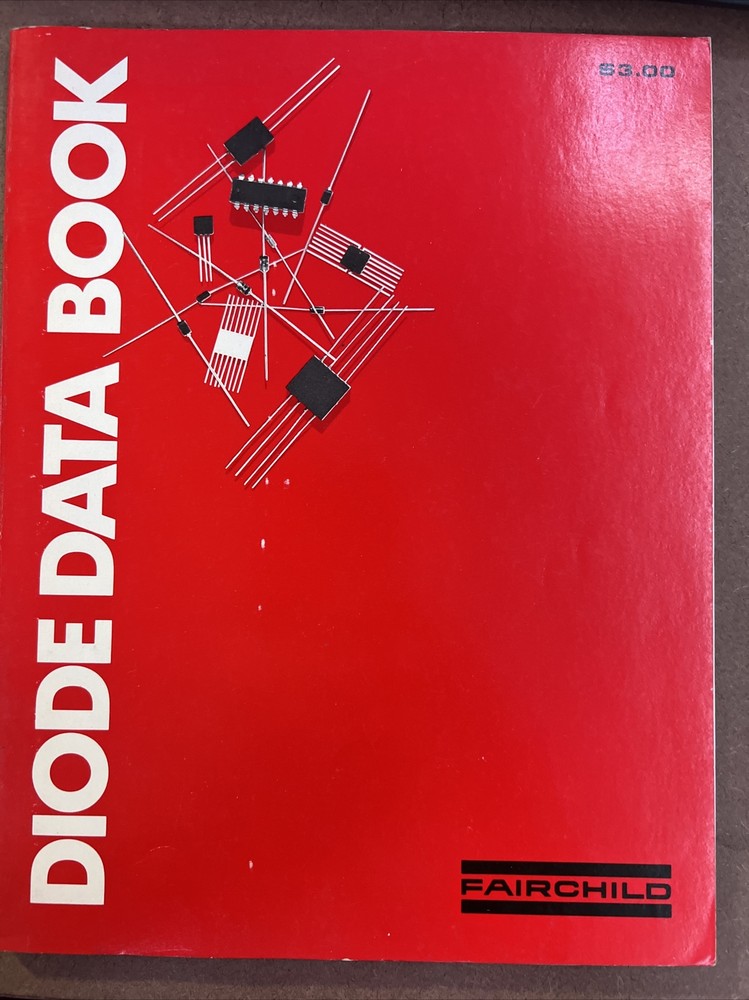 $3.00
DIODE DATA BOOK
FAIRCHILD